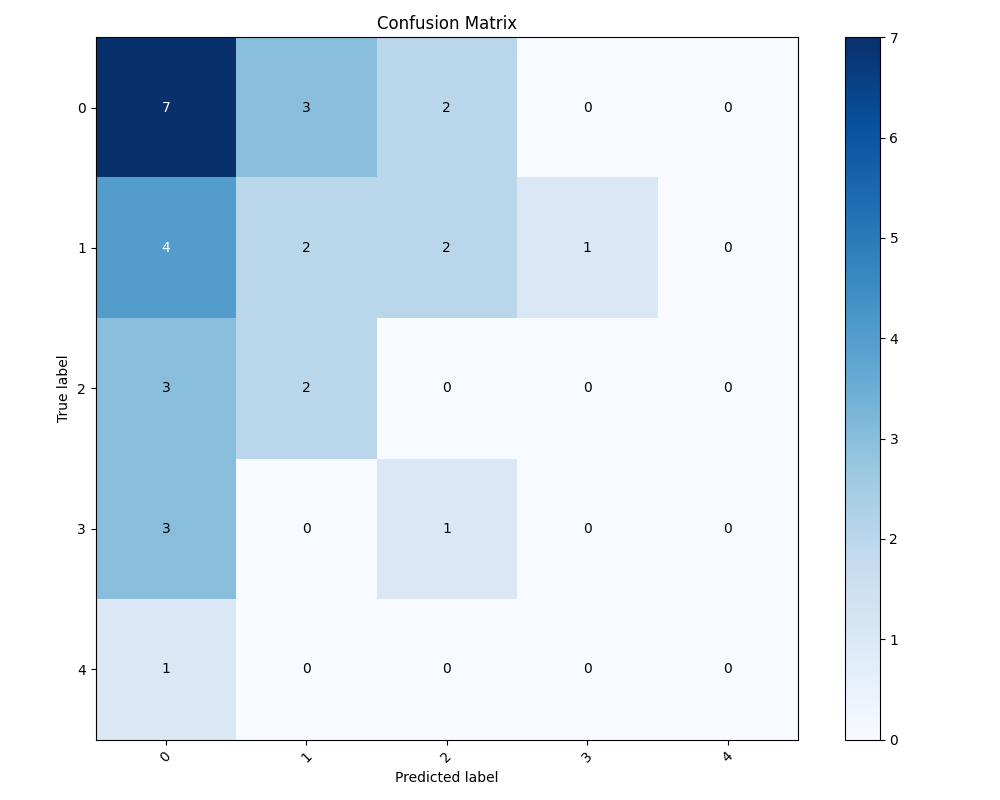 Confusion Matrix
0 7 3 2 0 0
1 4 2 2 1 0
2 3 2 0 0 0
3 3 0 1 0 0
4 1 0 0 0 0
0 1 2 3 4
True label
Predicted label
7
6
5
4
3
2
1
0